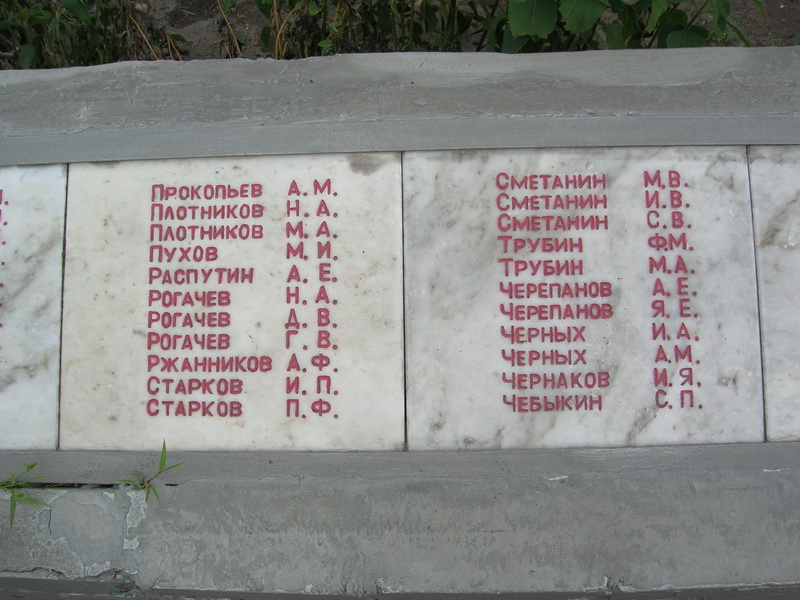 Прокопьев А.М.
Плотников Н.А.
Плотников М.А.
Пухов М.И.
Распутин А.Е.
Рогачев Н.А.
Рогачев Д.В.
Рогачев Г.В.
Ржанников А.Ф.
Старков И.П.
Старков П.Ф.
Сметанин М.В.
Сметанин И.В.
Сметанин С.В.
Трубин Ф.М.
Трубин М.А.
Черепанов А.Е.
Черепанов Я.Е.
Черных И.А.
Черных А.М.
Чернаков И.Я.
Чебыкин С.П.